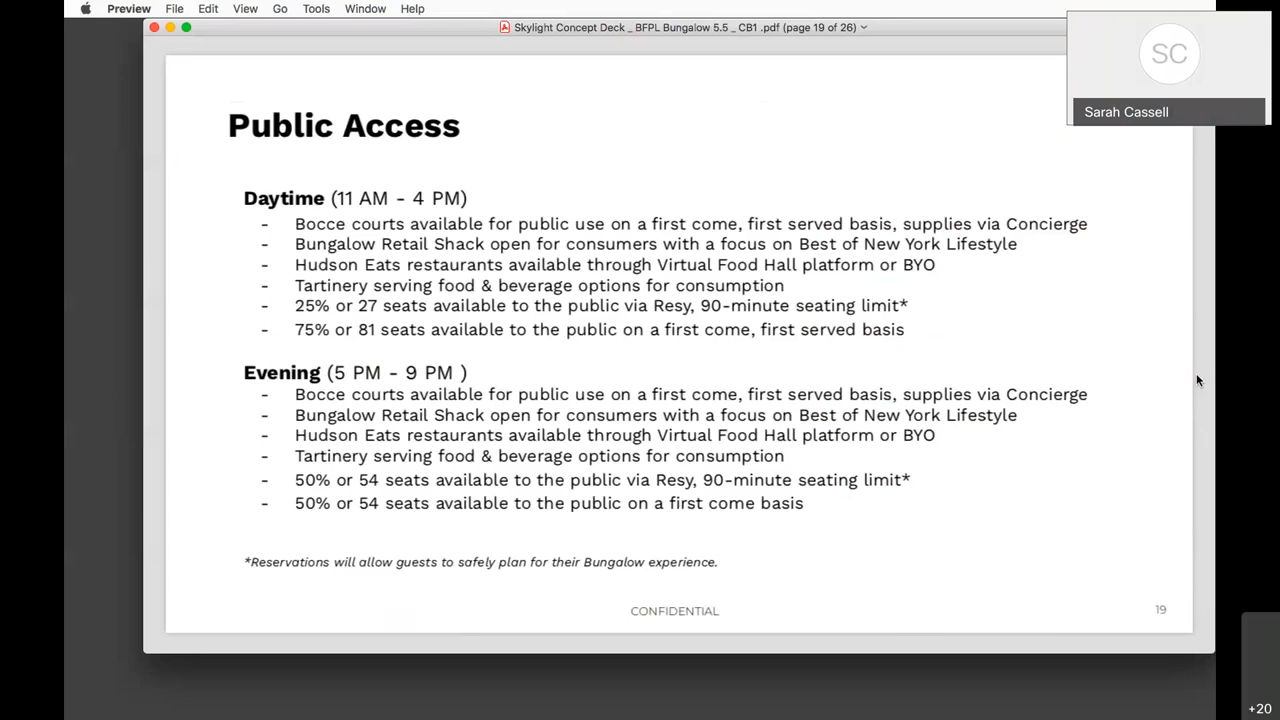 Preview File Edit View Go Tools Window Help
Skylight Concept Deck _ BFPL Bungalow 5.5 _ CB1 .pdf (page 19 of 26)
SC
Sarah Cassell
Public Access
Daytime (11 AM - 4 PM)
- Bocce courts available for public use on a first come, first served basis, supplies via Concierge
- Bungalow Retail Shack open for consumers with a focus on Best of New York Lifestyle
- Hudson Eats restaurants available through Virtual Food Hall platform or BYO
- Tartinery serving food & beverage options for consumption
- 25% or 27 seats available to the public via Resy, 90-minute seating limit*
- 75% or 81 seats available to the public on a first come, first served basis
Evening (5 PM - 9 PM )
- Bocce courts available for public use on a first come, first served basis, supplies via Concierge
- Bungalow Retail Shack open for consumers with a focus on Best of New York Lifestyle
- Hudson Eats restaurants available through Virtual Food Hall platform or BYO
- Tartinery serving food & beverage options for consumption
- 50% or 54 seats available to the public via Resy, 90-minute seating limit*
- 50% or 54 seats available to the public on a first come basis
*Reservations will allow guests to safely plan for their Bungalow experience.
CONFIDENTIAL
19
+20